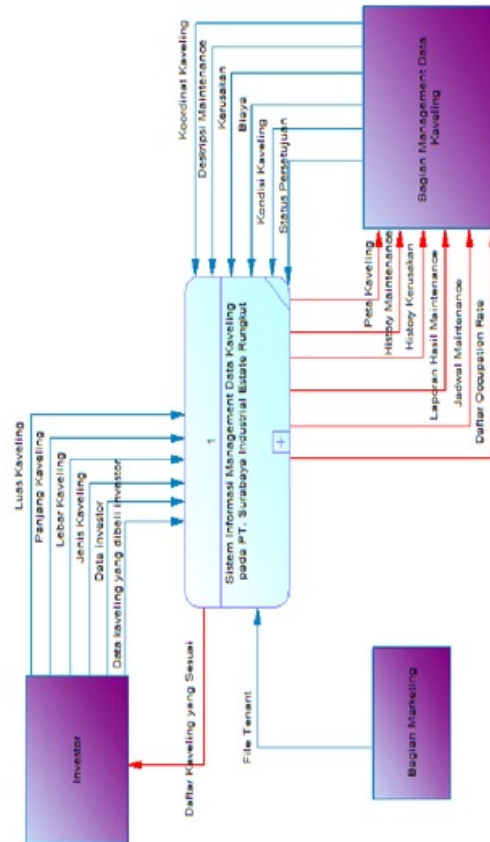 Investor
Luas Kaveling
Panjang Kaveling
Lebar Kaveling
Jenis Kaveling
Data Investor
Data kaveling yang dibeli investor
Daftar Kaveling yang Sesuai
1
Sistem Informasi Management Data Kaveling
pada PT. Surabaya Industrial Estate Rungkut
File Tenant
Bagian Marketing
Koordinat Kaveling
Deskripsi Maintenance
Kerusakan
Biaya
Kondisi Kaveling
Status Persetujuan
Bagian Management Data
Kaveling
Peta Kaveling
History Maintenance
History Kerusakan
Laporan Hasil Maintenance
Jadwal Maintenance
Daftar Occupation Rate